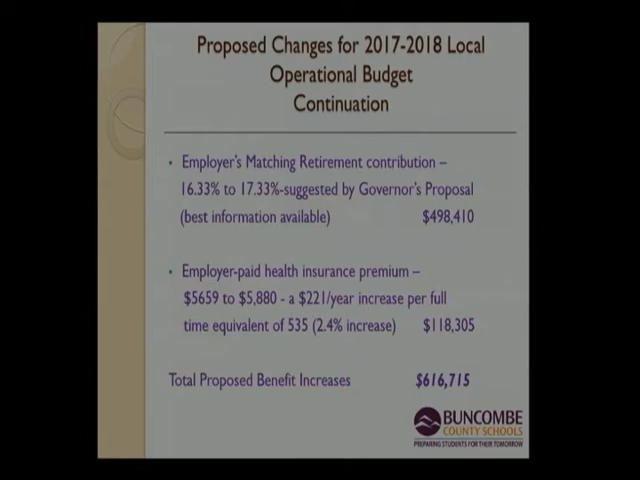 Proposed Changes for 2017-2018 Local
Operational Budget
Continuation
• Employer's Matching Retirement contribution –
16.33% to 17.33%-suggested by Governor's Proposal
(best information available) $498,410
• Employer-paid health insurance premium –
$5659 to $5,880 - a $221/year increase per full
time equivalent of 535 (2.4% increase) $118,305
Total Proposed Benefit Increases $616,715
BUNCOMBE
COUNTY SCHOOLS
PREPARING STUDENTS FOR THEIR TOMORROW